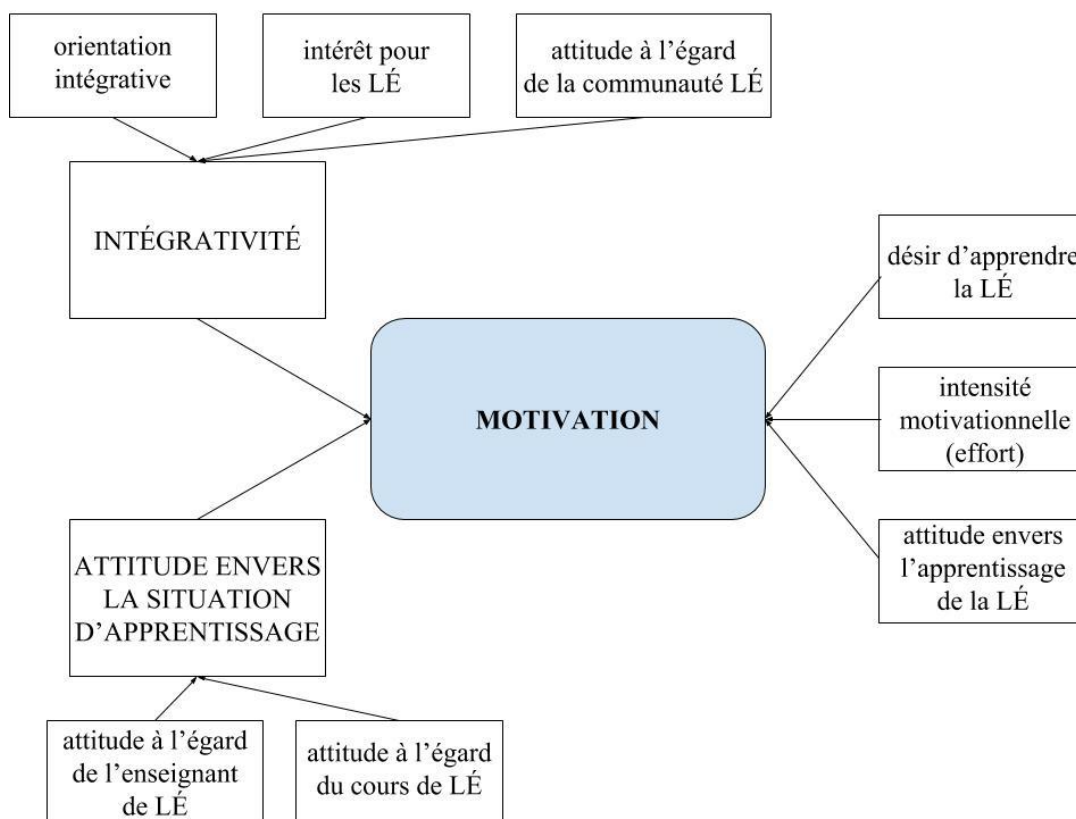 orientation
intégrative
intérêt pour
les LÉ
attitude à l’égard
de la communauté LÉ
INTÉGRATIVITÉ
désir d’apprendre
la LÉ
MOTIVATION
intensité
motivationnelle
(effort)
ATTITUDE ENVERS
LA SITUATION
D’APPRENTISSAGE
attitude envers
l’apprentissage
de la LÉ
attitude à l’égard
de l’enseignant
de LÉ
attitude à l’égard
du cours de LÉ